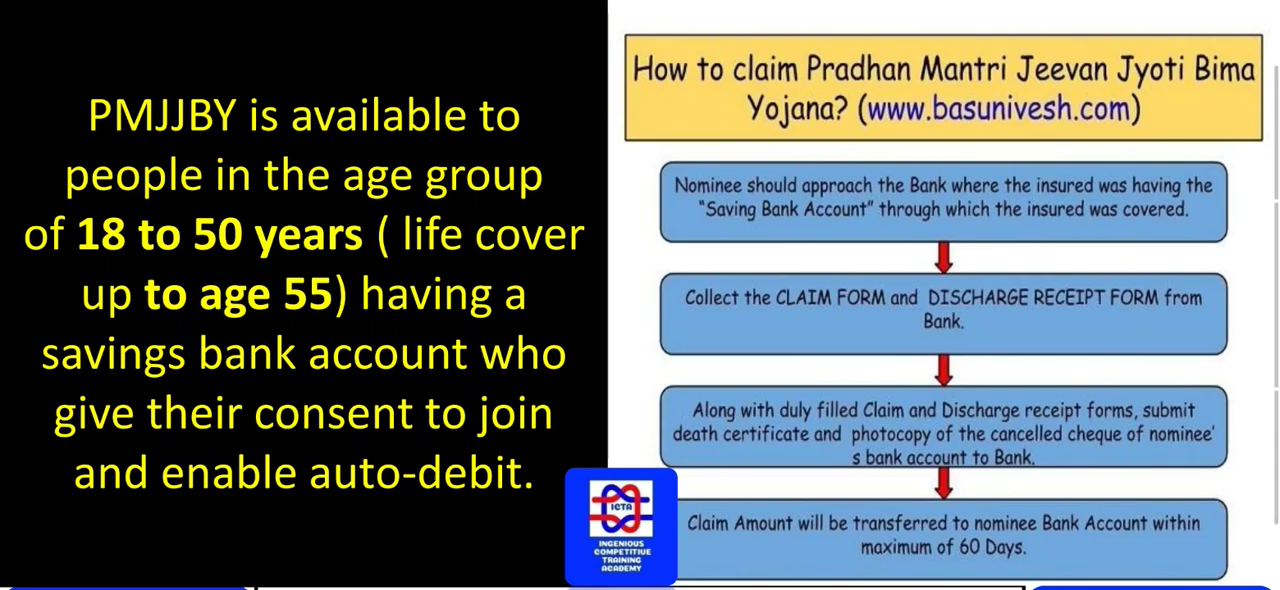 PMJJBY is available to
people in the age group
of 18 to 50 years ( life cover
up to age 55) having a
savings bank account who
give their consent to join
and enable auto-debit.
How to claim Pradhan Mantri Jeevan Jyoti Bima
Yojana? (www.basunivesh.com)
Nominee should approach the Bank where the insured was having the
“Saving Bank Account” through which the insured was covered.
Collect the CLAIM FORM and DISCHARGE RECEIPT FORM from
Bank.
Along with duly filled Claim and Discharge receipt forms, submit
death certificate and photocopy of the cancelled cheque of nominee’
s bank account to Bank.
Claim Amount will be transferred to nominee Bank Account within
maximum of 60 Days.
ICTA
INGENIOUS
COMPETITIVE
TRAINING
ACADEMY